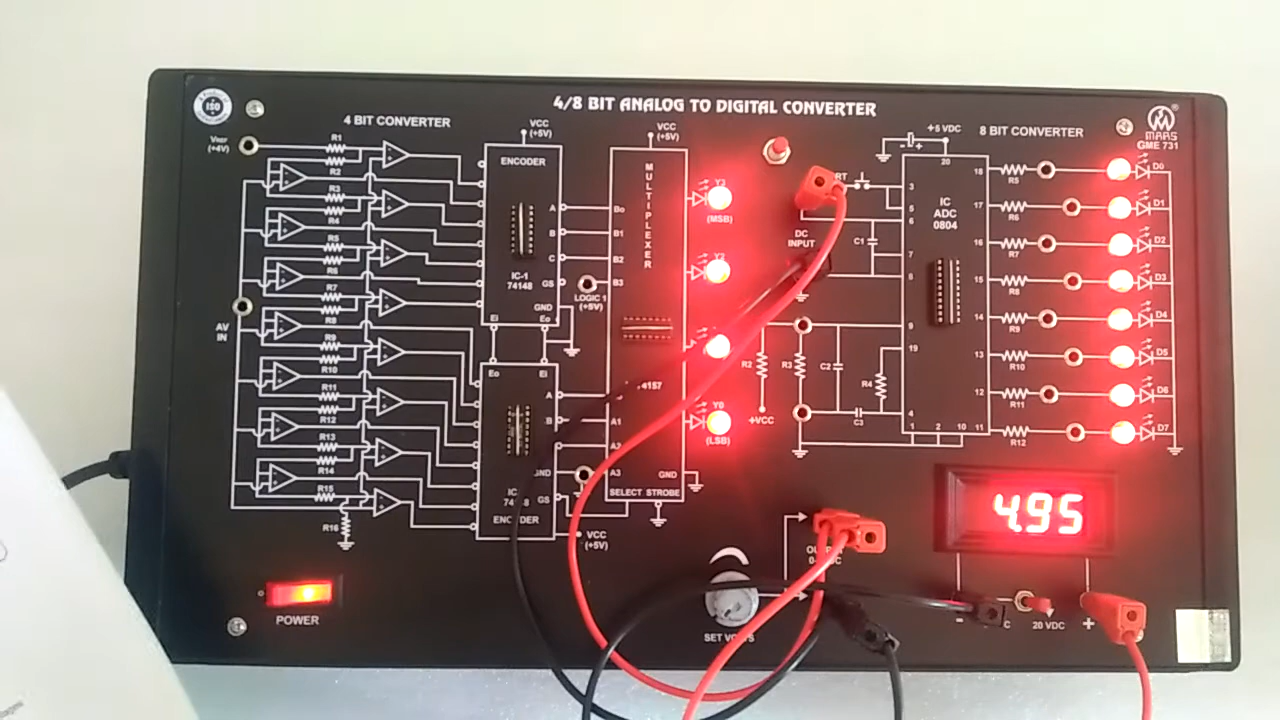 4/8 BIT ANALOG TO DIGITAL CONVERTER
ISO
MARS
GME 731
4 BIT CONVERTER
8 BIT CONVERTER
VREF
(+4V)
AV
IN
R1
R2
R3
R4
R5
R6
R7
R8
R9
R10
R11
R12
R13
R14
R15
R16
VCC
(+5V)
ENCODER
A
B
C
GS
IC-1
74148
GND
Ei
Eo
Eo
Ei
A
B
GND
GS
IC
VCC
(+5V)
LOGIC 1
(+5V)
VCC
(+5V)
MULTIPLEXER
Bo
B1
B2
B3
A1
A2
A3
GND
SELECT STROBE
Y3
(MSB)
Y2
Y0
(LSB)
DC
INPUT
+5 VDC
20
IC
ADC
0804
3
5
6
7
8
9
19
4
1
2
10
11
18
17
16
15
14
13
12
C1
C2
C3
R2
R3
R4
+VCC
R5
R6
R7
R8
R9
R10
R11
R12
D0
D1
D2
D3
D4
D5
D6
D7
4.95
-
20 VDC
+
SET VOLTS
POWER